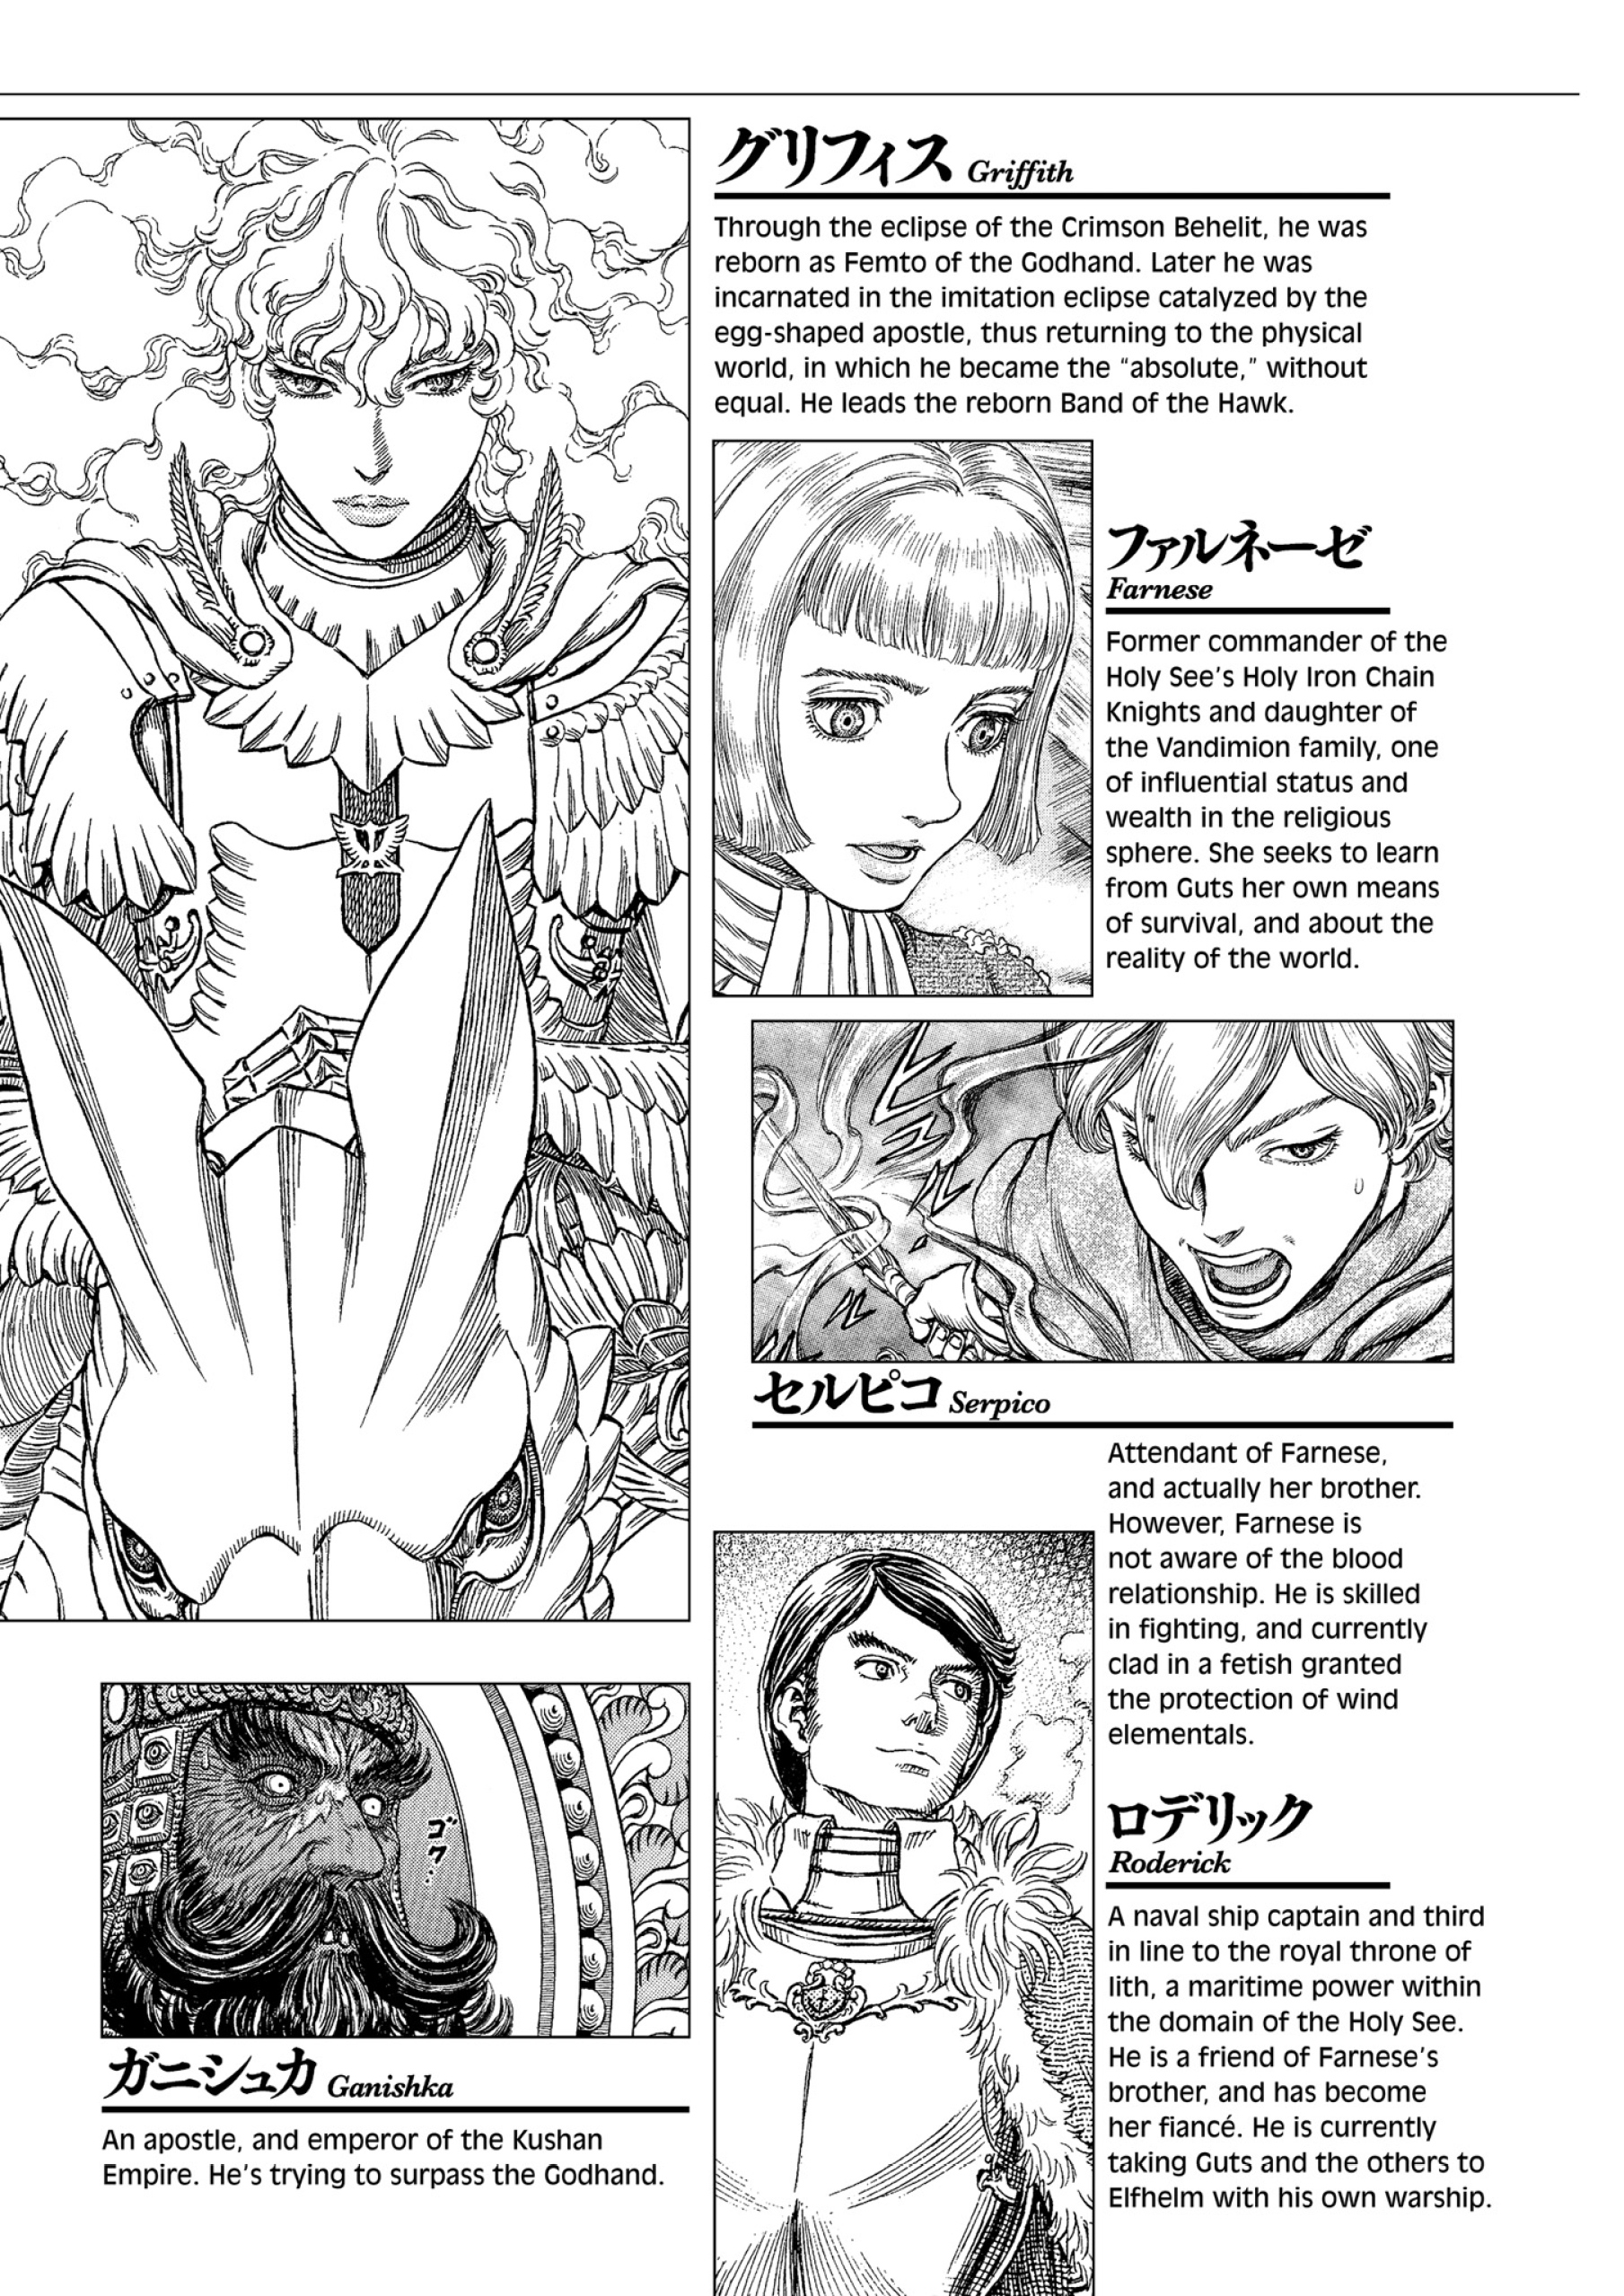 グリフィス Griffith
Through the eclipse of the Crimson Behelit, he was
reborn as Femto of the Godhand. Later he was
incarnated in the imitation eclipse catalyzed by the
egg-shaped apostle, thus returning to the physical
world, in which he became the “absolute,” without
equal. He leads the reborn Band of the Hawk.
ファルネーゼ
Farnese
Former commander of the
Holy See’s Holy Iron Chain
Knights and daughter of
the Vandimion family, one
of influential status and
wealth in the religious
sphere. She seeks to learn
from Guts her own means
of survival, and about the
reality of the world.
セルピコ Serpico
Attendant of Farnese,
and actually her brother.
However, Farnese is
not aware of the blood
relationship. He is skilled
in fighting, and currently
clad in a fetish granted
the protection of wind
elementals.
ロデリック
Roderick
A naval ship captain and third
in line to the royal throne of
Iith, a maritime power within
the domain of the Holy See.
He is a friend of Farnese’s
brother, and has become
her fiancé. He is currently
taking Guts and the others to
Elfhelm with his own warship.
ゴク‥
ガニシュカ Ganishka
An apostle, and emperor of the Kushan
Empire. He’s trying to surpass the Godhand.